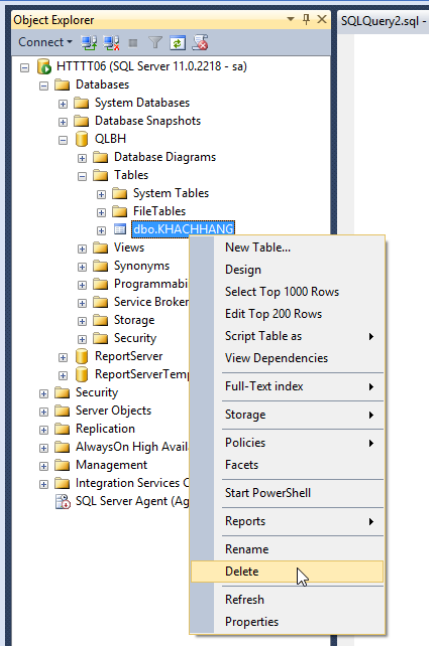 Object Explorer
SQLQuery2.sql -
Connect
HTTTT06 (SQL Server 11.0.2218 - sa)
Databases
System Databases
Database Snapshots
QLBH
Database Diagrams
Tables
System Tables
FileTables
dbo.KHACHHANG
Views
Synonyms
Programmabi
Service Broker
Storage
Security
ReportServer
ReportServerTemp
Security
Server Objects
Replication
AlwaysOn High Avail
Management
Integration Services C
SQL Server Agent (Ag
New Table...
Design
Select Top 1000 Rows
Edit Top 200 Rows
Script Table as
View Dependencies
Full-Text index
Storage
Policies
Facets
Start PowerShell
Reports
Rename
Delete
Refresh
Properties